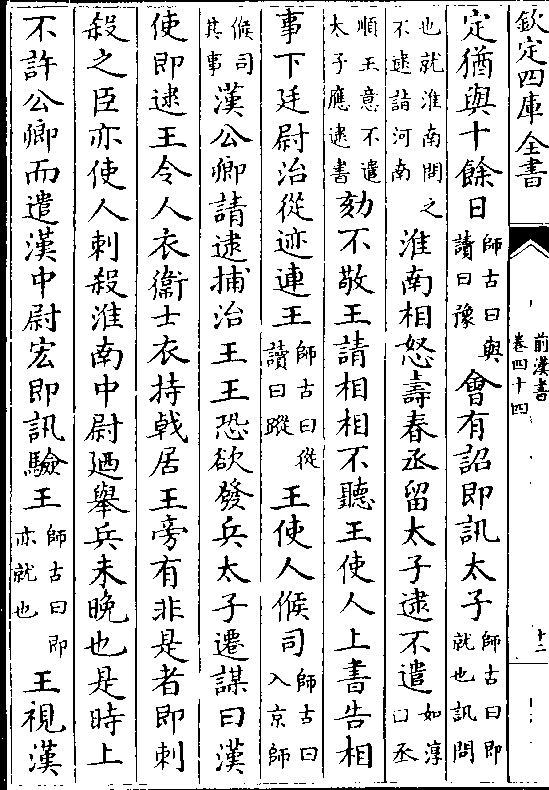 欽定四庫全書
前漢書
卷四十四
十二
定猶與十餘日師古曰與讀曰豫會有詔即訊太子師古曰即就也訊問
也就淮南問之不逮請河南淮南相怒壽春丞留太子逮不遣如淳曰丞
順王意不遣太子應逮書劾不敬王請相相不聽王使人上書告相
事下廷尉治從迹連王師古曰從讀曰蹤王使人候司師古曰入京師
候司其事漢公卿請逮捕治王王恐欲發兵太子遷謀曰漢
使即逮王令人衣衞士衣持戟居王旁有非是者即刺
殺之臣亦使人刺殺淮南中尉廼舉兵未晚也是時上
不許公卿而遣漢中尉宏即訊驗王師古曰即亦就也王視漢